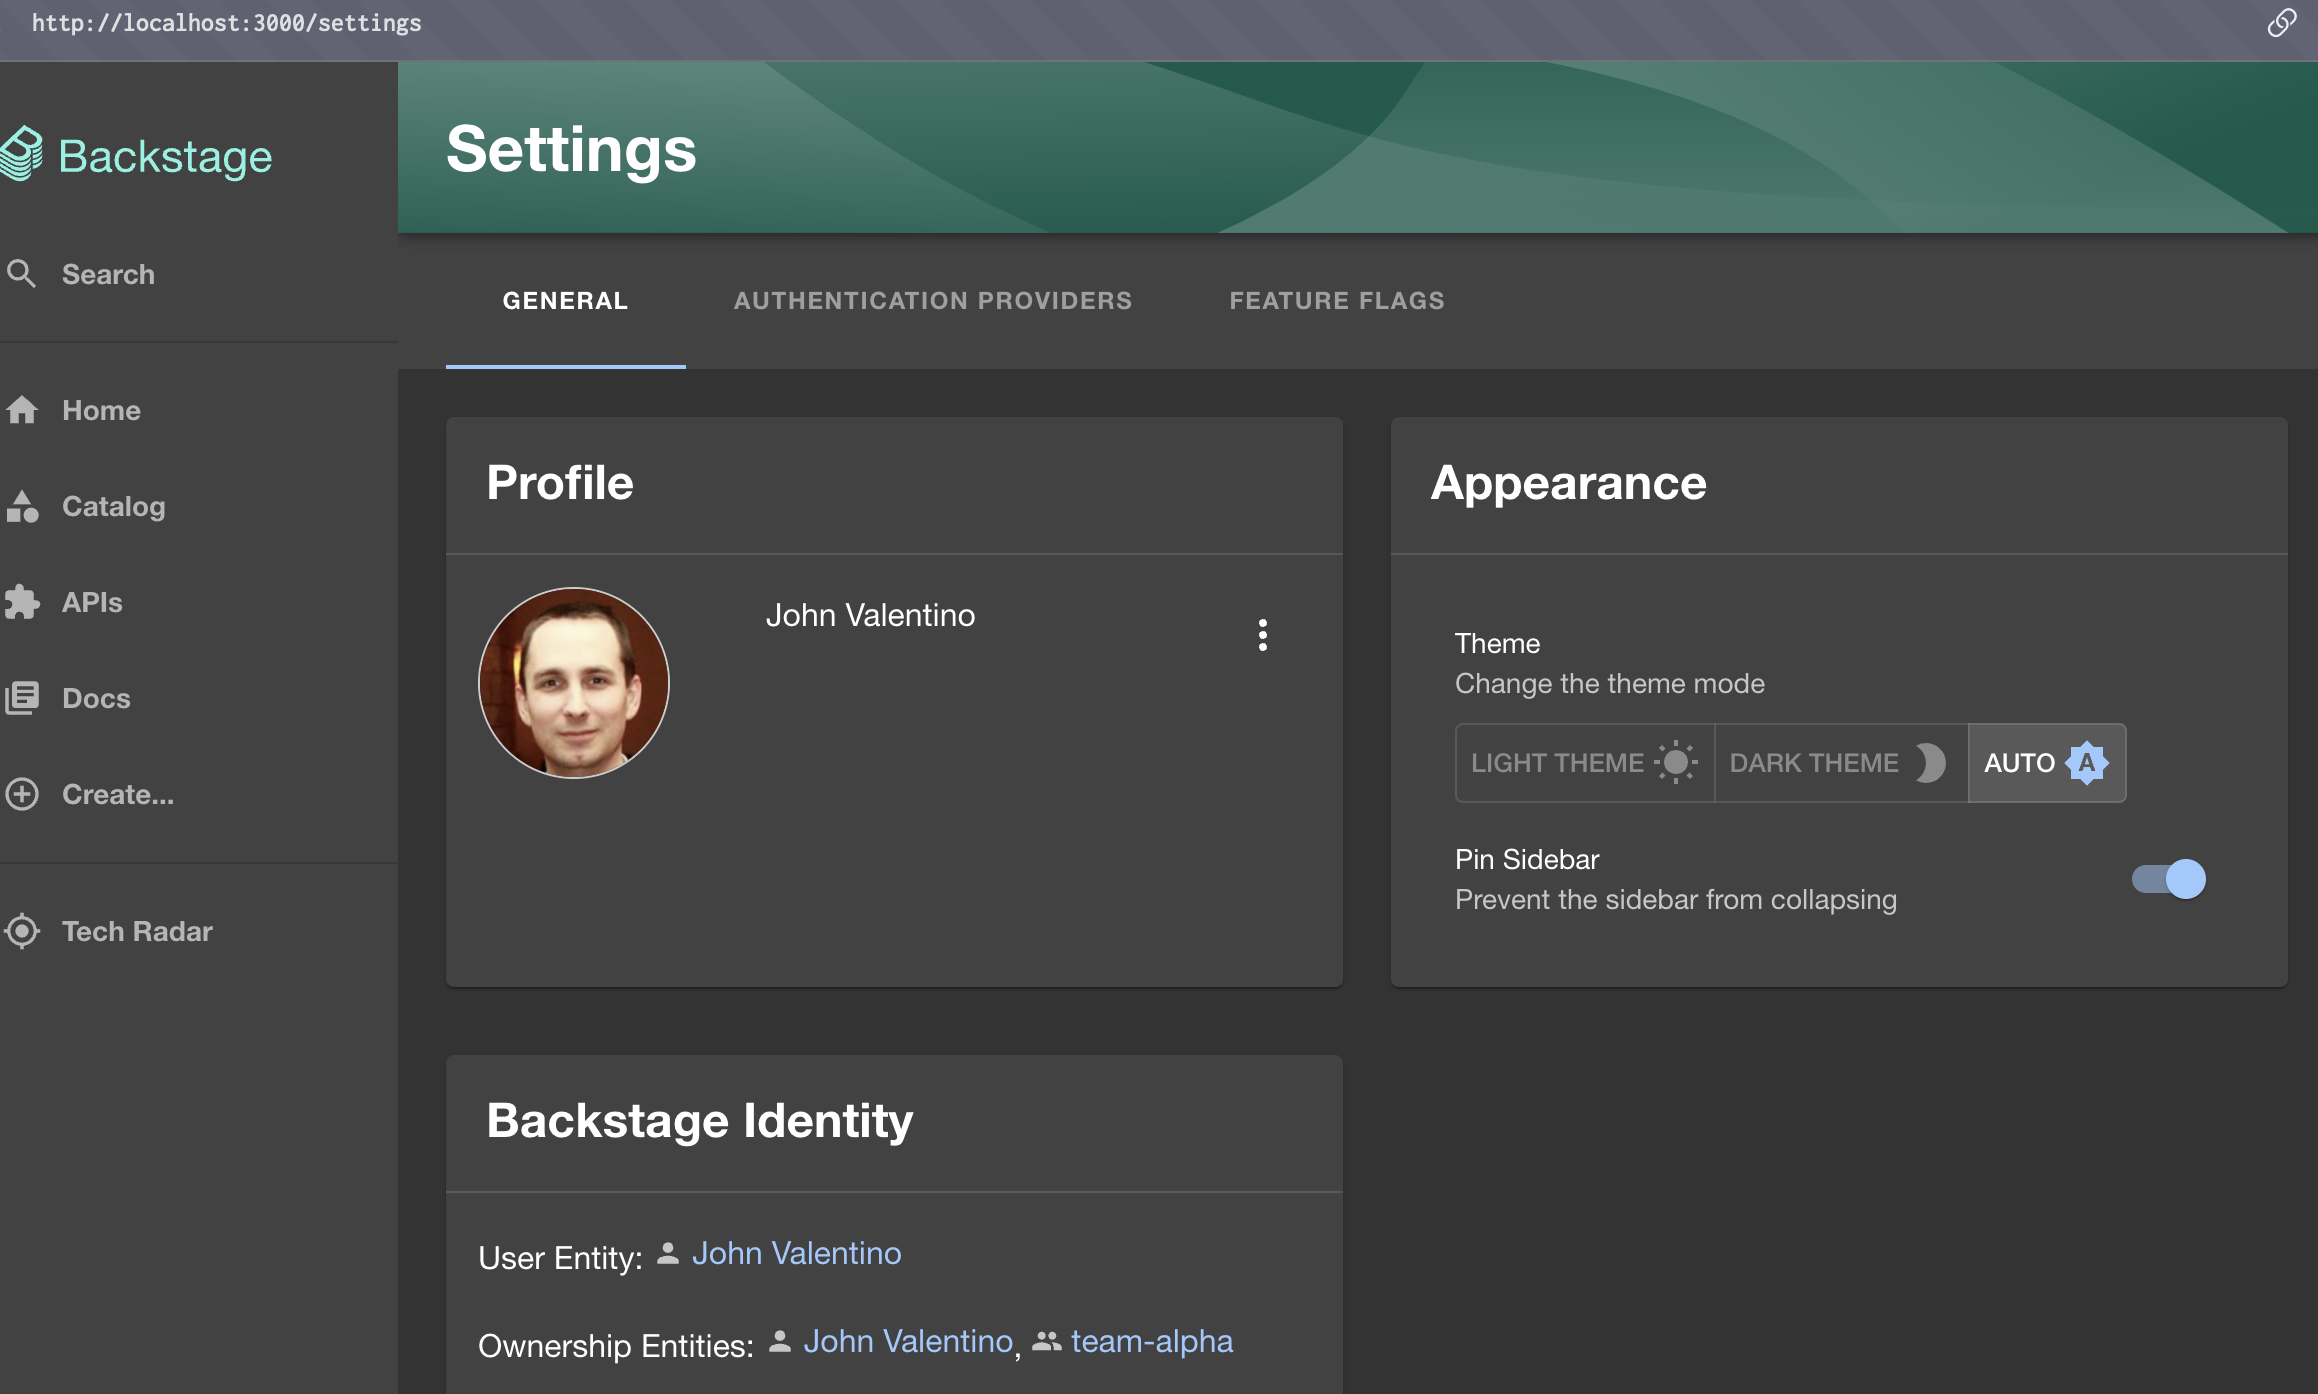 http://localhost:3000/settings
Backstage
Search
Home
Catalog
APIs
Docs
Create...
Tech Radar
Settings
GENERAL
AUTHENTICATION PROVIDERS
FEATURE FLAGS
Profile
John Valentino
Appearance
Theme
Change the theme mode
LIGHT THEME
DARK THEME
AUTO A
Pin Sidebar
Prevent the sidebar from collapsing
Backstage Identity
User Entity: John Valentino
Ownership Entities: John Valentino, team-alpha